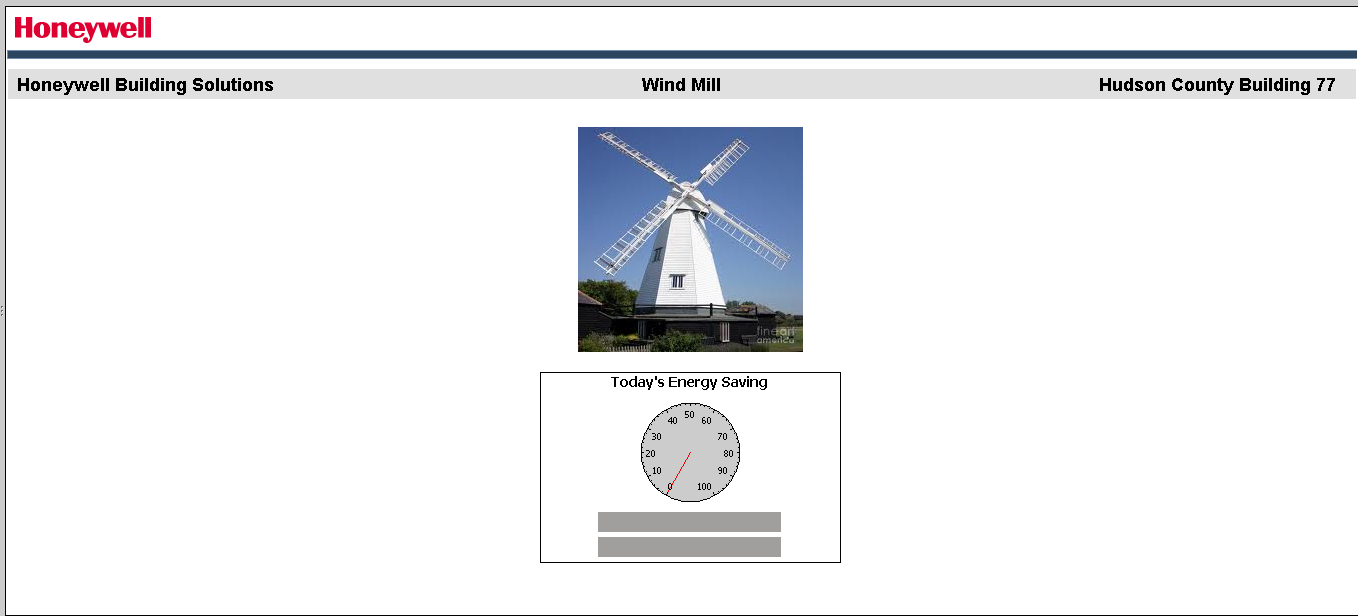 Honeywell
Honeywell Building Solutions
Wind Mill
Hudson County Building 77
fine art
america
Today's Energy Saving
50
40
60
30
70
20
80
10
90
0
100